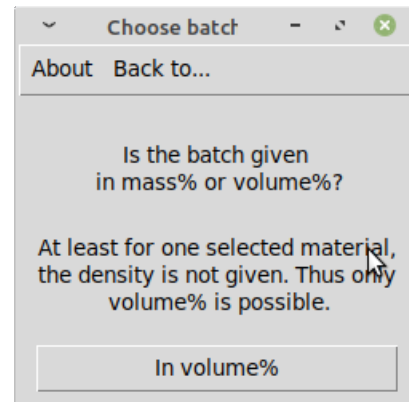 Choose batch
About Back to...
Is the batch given
in mass% or volume%?
At least for one selected material,
the density is not given. Thus only
volume% is possible.
In volume%